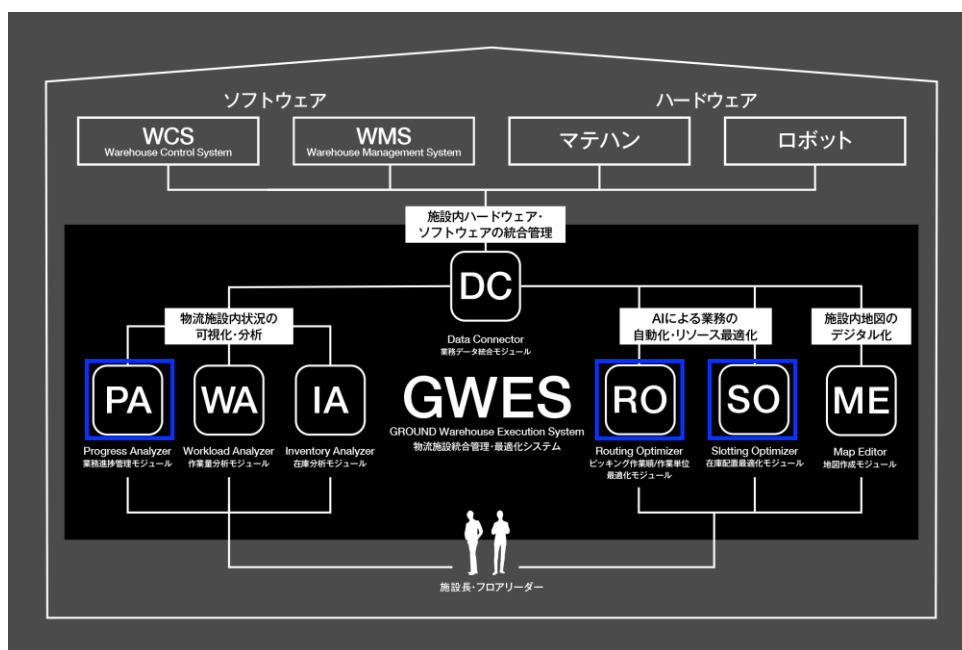 ソフトウェア
ハードウェア
WCS
Warehouse Control System
WMS
Warehouse Management System
マテハン
ロボット
施設内ハードウェア・
ソフトウェアの統合管理
DC
Data Connector
業務データ統合モジュール
物流施設内状況の
可視化・分析
AIによる業務の
自動化・リソース最適化
施設内地図の
デジタル化
PA
Progress Analyzer
業務進捗管理モジュール
WA
Workload Analyzer
作業量分析モジュール
IA
Inventory Analyzer
在庫分析モジュール
GWES
GROUND Warehouse Execution System
物流施設統合管理・最適化システム
RO
Routing Optimizer
ピッキング作業順/作業単位
最適化モジュール
SO
Slotting Optimizer
在庫配置最適化モジュール
ME
Map Editor
地図作成モジュール
施設長・フロアリーダー